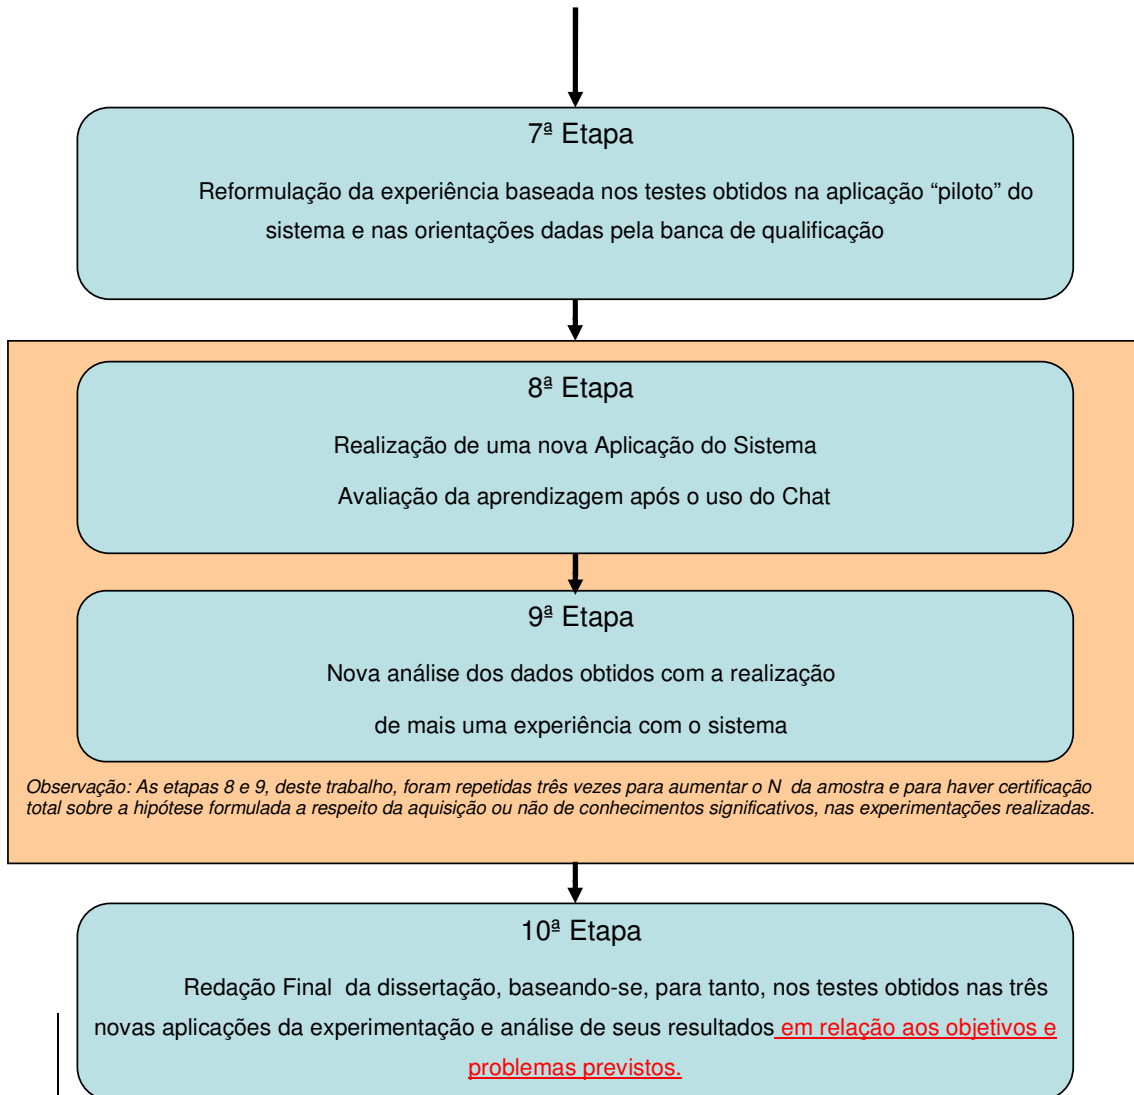 7ª Etapa
Reformulação da experiência baseada nos testes obtidos na aplicação “piloto” do
sistema e nas orientações dadas pela banca de qualificação
8ª Etapa
Realização de uma nova Aplicação do Sistema
Avaliação da aprendizagem após o uso do Chat
9ª Etapa
Nova análise dos dados obtidos com a realização
de mais uma experiência com o sistema
Observação: As etapas 8 e 9, deste trabalho, foram repetidas três vezes para aumentar o N da amostra e para haver certificação
total sobre a hipótese formulada a respeito da aquisição ou não de conhecimentos significativos, nas experimentações realizadas.
10ª Etapa
Redação Final da dissertação, baseando-se, para tanto, nos testes obtidos nas três
novas aplicações da experimentação e análise de seus resultados em relação aos objetivos e
problemas previstos.